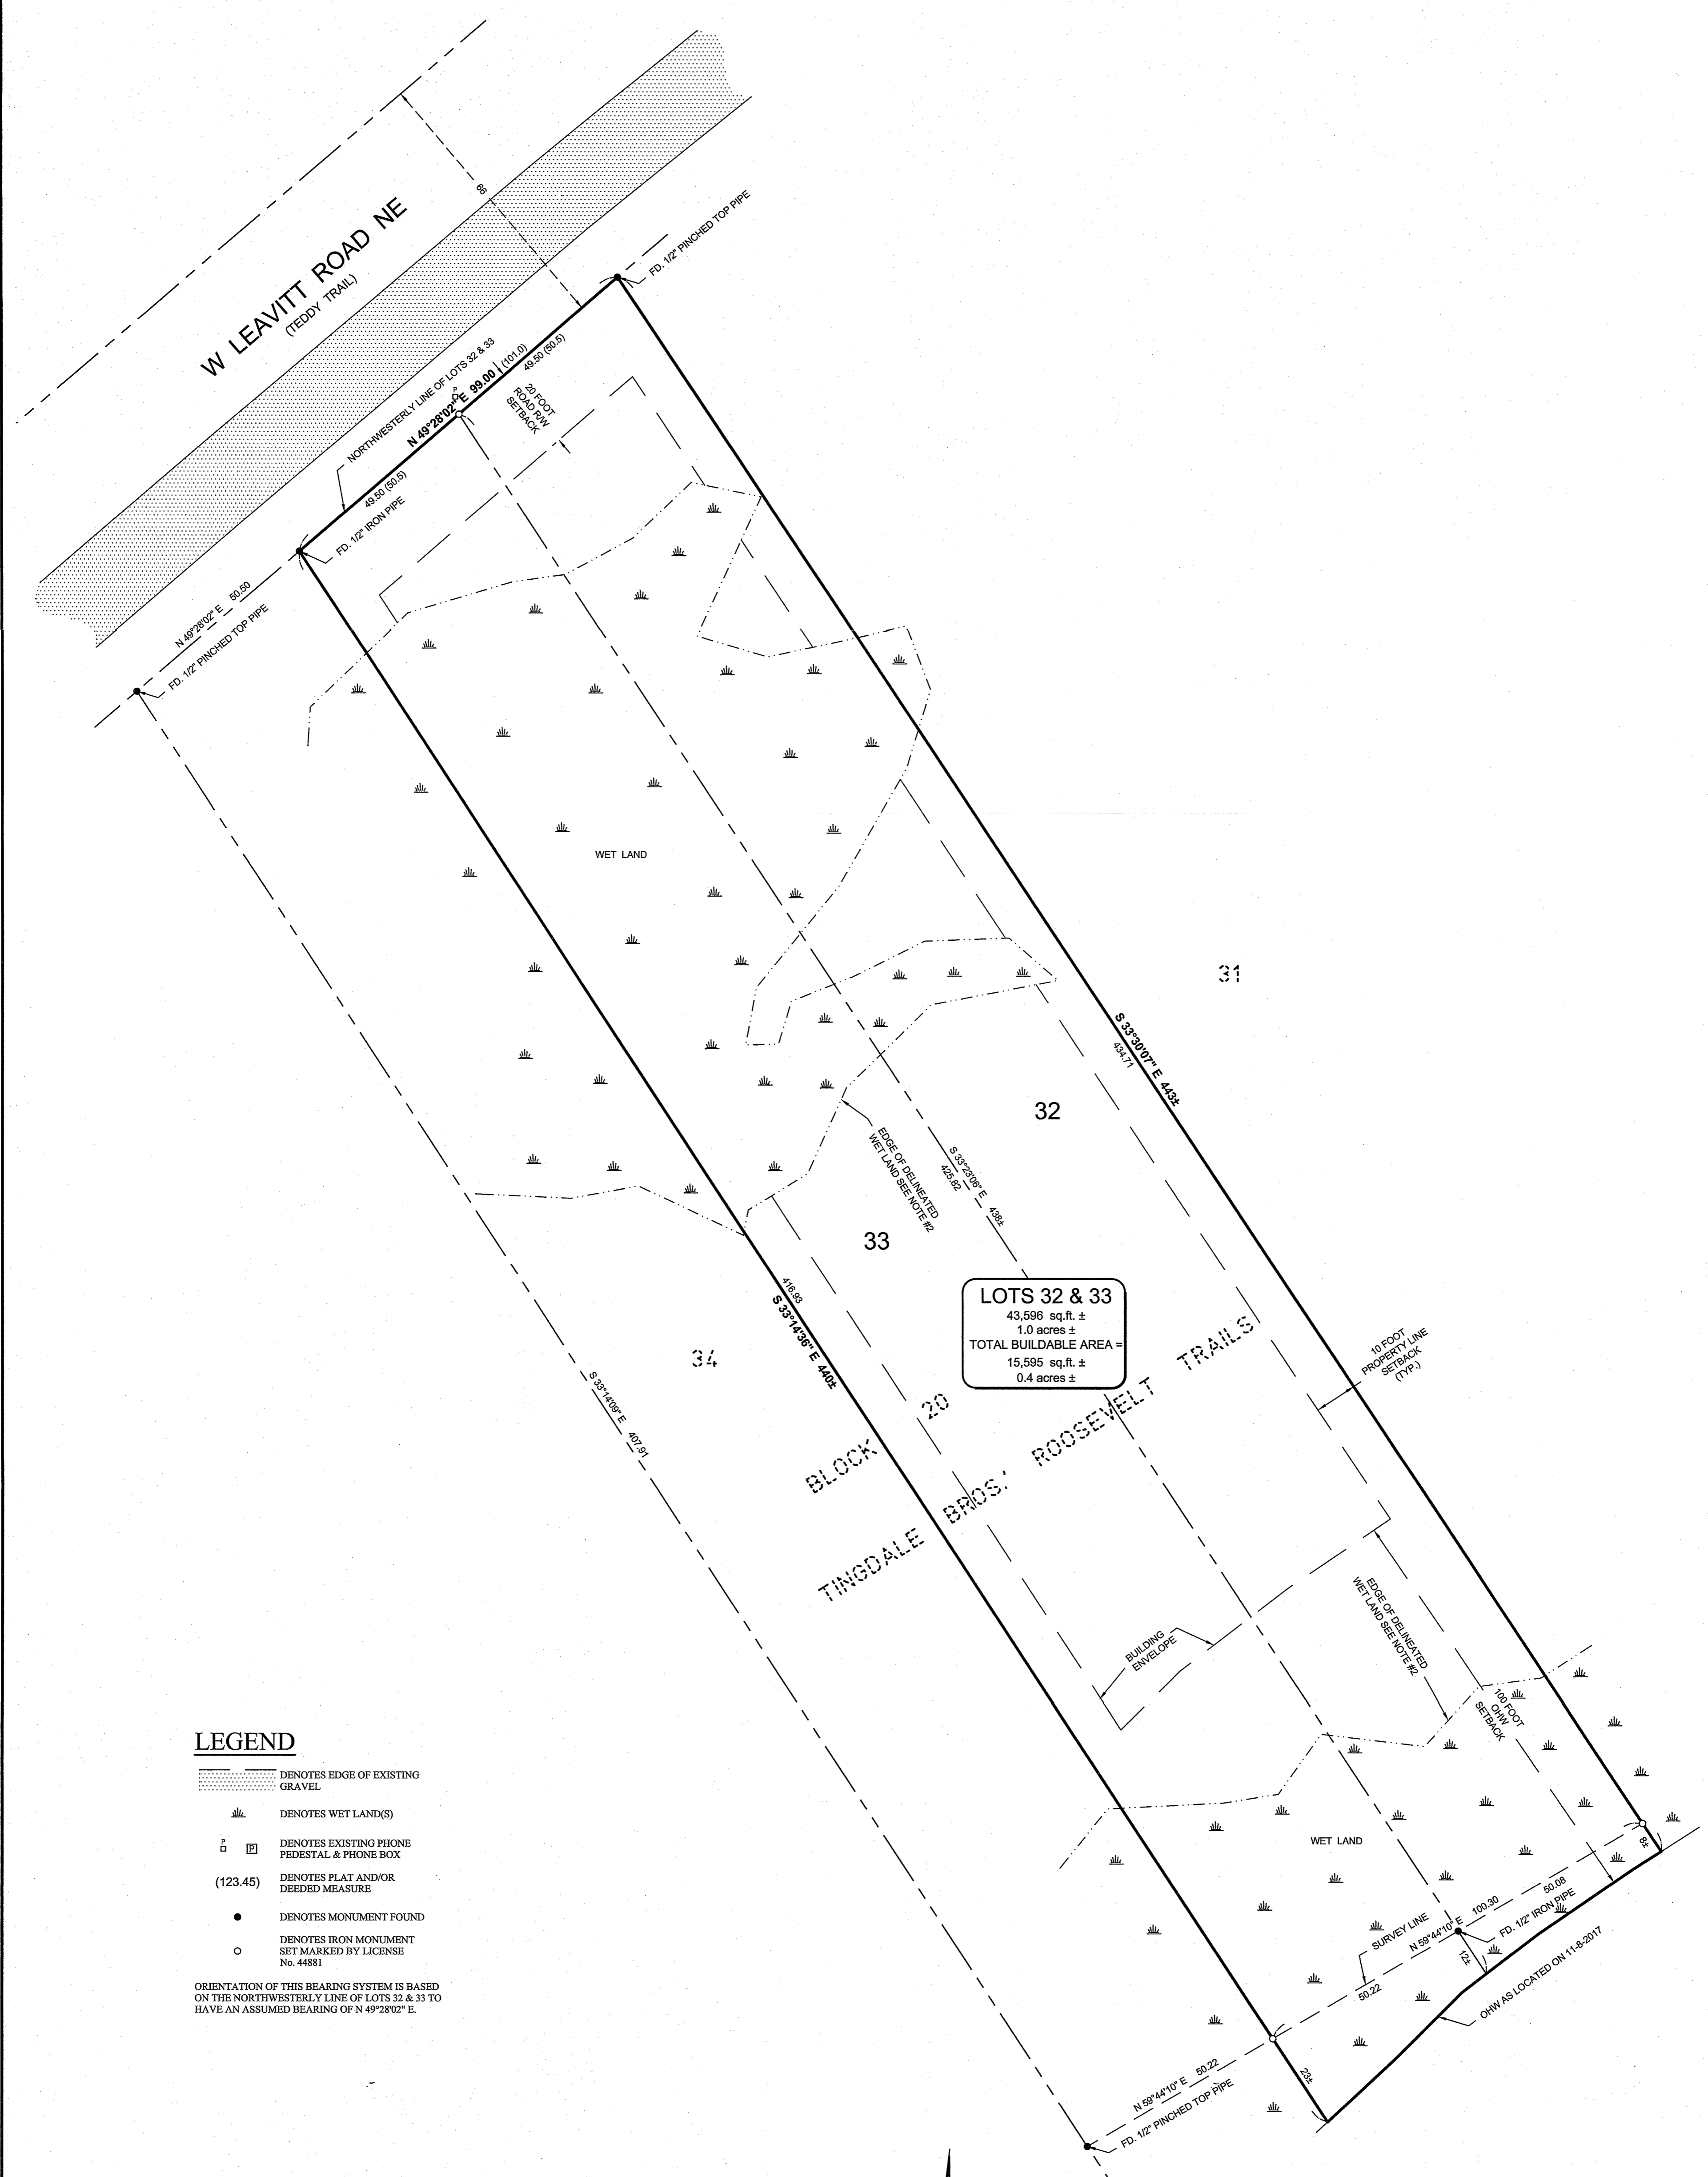 66
W LEAVITT ROAD NE
(TEDDY TRAIL)
FD. 1/2" PINCHED TOP PIPE
NORTHWESTERLY LINE OF LOTS 32 & 33
N 49°28'02" E 99.00 (101.0)
49.50 (50.5)
P
20 FOOT
ROAD R/W
SETBACK
49.50 (50.5)
FD. 1/2" IRON PIPE
N 49°28'02" E 50.50
FD. 1/2" PINCHED TOP PIPE
WET LAND
31
S 33°30'07" E 443±
434.71
32
EDGE OF DELINEATED
WET LAND SEE NOTE #2
S 33°23'06" E 438±
425.82
33
LOTS 32 & 33
43,596 sq.ft. ±
1.0 acres ±
TOTAL BUILDABLE AREA =
15,595 sq.ft. ±
0.4 acres ±
416.93
S 33°14'36" E 440±
34
S 33°14'09" E 407.91
10 FOOT
PROPERTY LINE
SETBACK
(TYP.)
BLOCK 20
TINGDALE BROS.' ROOSEVELT TRAILS
BUILDING
ENVELOPE
EDGE OF DELINEATED
WET LAND SEE NOTE #2
100 FOOT
OHW
SETBACK
WET LAND
8±
SURVEY LINE
N 59°44'10" E 100.30
50.08
FD. 1/2" IRON PIPE
12±
50.22
OHW AS LOCATED ON 11-8-2017
23±
N 59°44'10" E 50.22
FD. 1/2" PINCHED TOP PIPE
LEGEND
DENOTES EDGE OF EXISTING
GRAVEL
DENOTES WET LAND(S)
P P DENOTES EXISTING PHONE
PEDESTAL & PHONE BOX
(123.45) DENOTES PLAT AND/OR
DEEDED MEASURE
DENOTES MONUMENT FOUND
DENOTES IRON MONUMENT
SET MARKED BY LICENSE
No. 44881
ORIENTATION OF THIS BEARING SYSTEM IS BASED
ON THE NORTHWESTERLY LINE OF LOTS 32 & 33 TO
HAVE AN ASSUMED BEARING OF N 49°28'02" E.